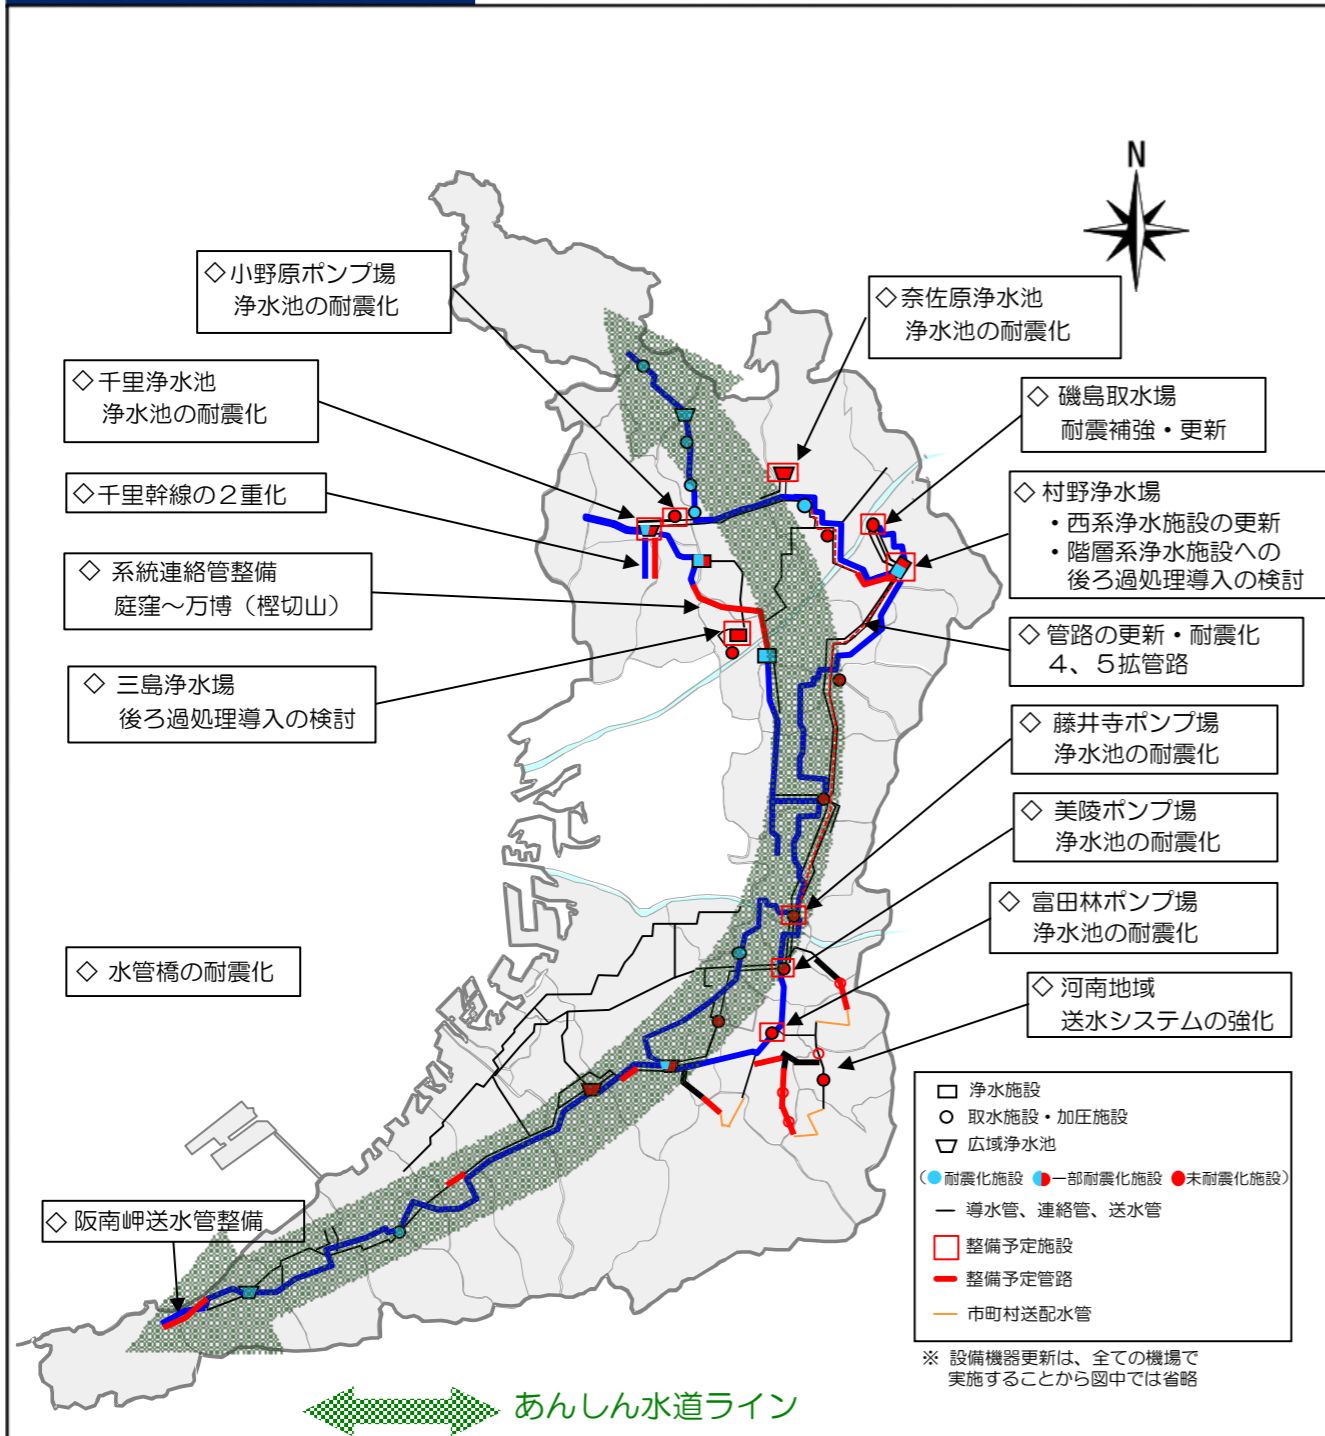 N
◇小野原ポンプ場
浄水池の耐震化
◇奈佐原浄水池
浄水池の耐震化
◇千里浄水池
浄水池の耐震化
◇ 磯島取水場
耐震補強・更新
◇千里幹線の２重化
◇ 村野浄水場
・西系浄水施設の更新
・階層系浄水施設への
後ろ過処理導入の検討
◇ 系統連絡管整備
庭窪～万博（樫切山）
◇ 管路の更新・耐震化
４、５拡管路
◇ 三島浄水場
後ろ過処理導入の検討
◇ 藤井寺ポンプ場
浄水池の耐震化
◇ 美陵ポンプ場
浄水池の耐震化
◇ 富田林ポンプ場
浄水池の耐震化
◇ 水管橋の耐震化
◇ 河南地域
送水システムの強化
◇ 阪南岬送水管整備
浄水施設
取水施設・加圧施設
広域浄水池
（●耐震化施設 ●一部耐震化施設 ●未耐震化施設）
導水管、連絡管、送水管
整備予定施設
整備予定管路
市町村送配水管
※ 設備機器更新は、全ての機場で
実施することから図中では省略
あんしん水道ライン